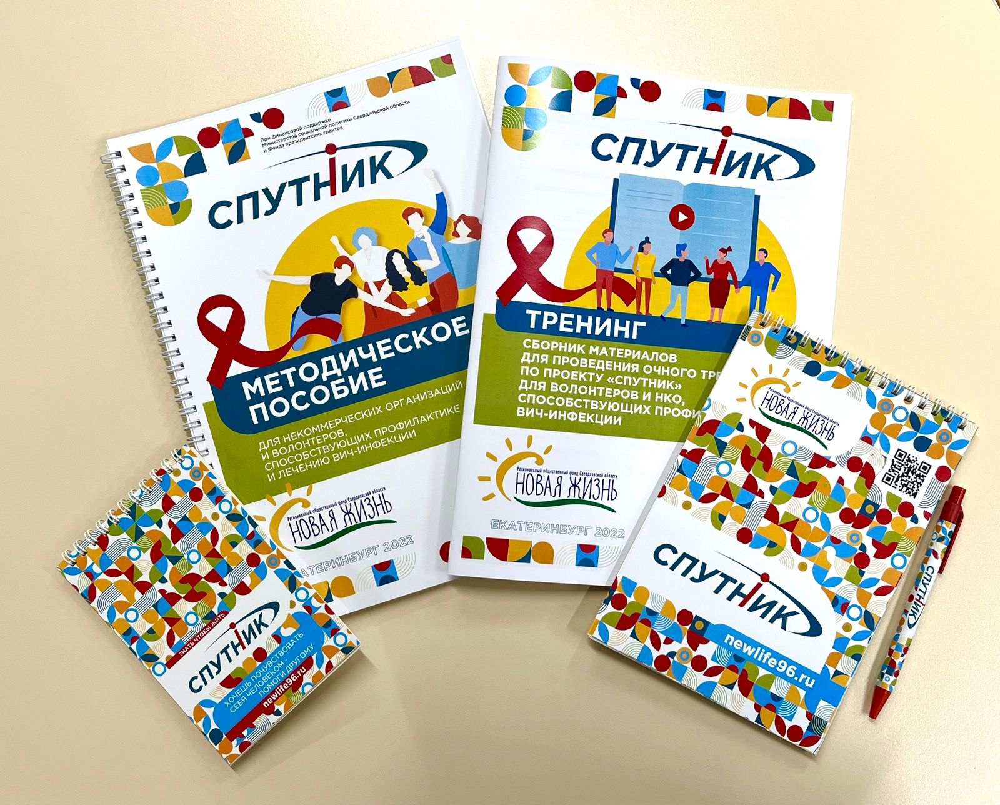 При финансовой поддержке
Министерства социальной политики Свердловской области
и Фонда президентских грантов
СПУТНИК
МЕТОДИЧЕСКОЕ
ПОСОБИЕ
ДЛЯ НЕКОММЕРЧЕСКИХ ОРГАНИЗАЦИЙ
И ВОЛОНТЕРОВ,
СПОСОБСТВУЮЩИХ ПРОФИЛАКТИКЕ
И ЛЕЧЕНИЮ ВИЧ-ИНФЕКЦИИ
Региональный общественный фонд Свердловской области
НОВАЯ ЖИЗНЬ
АТЕРИНБУРГ 2022
СПУТНИК
ТРЕНИНГ
СБОРНИК МАТЕРИАЛОВ
ДЛЯ ПРОВЕДЕНИЯ ОЧНОГО ТРЕ
ПО ПРОЕКТУ «СПУТНИК»
ДЛЯ ВОЛОНТЕРОВ И НКО,
СПОСОБСТВУЮЩИХ ПРОФИ
ВИЧ-ИНФЕКЦИИ
Региональный общественный фонд Свердловской области
НОВАЯ ЖИЗНЬ
ЕКАТЕРИНБУРГ 2022
ЗНАТЬ ЧТОБЫ ЖИТЬ
СПУТНИК
ХОЧЕШЬ ПОЧУВСТВОВАТЬ
СЕБЯ ЧЕЛОВЕКОМ -
ПОМОГИ ДРУГОМУ
newlife96.ru
Региональный общественный фонд Свердловской области
НОВАЯ ЖИЗНЬ
СПУТНИК
newlife96.ru
СПУТНИК